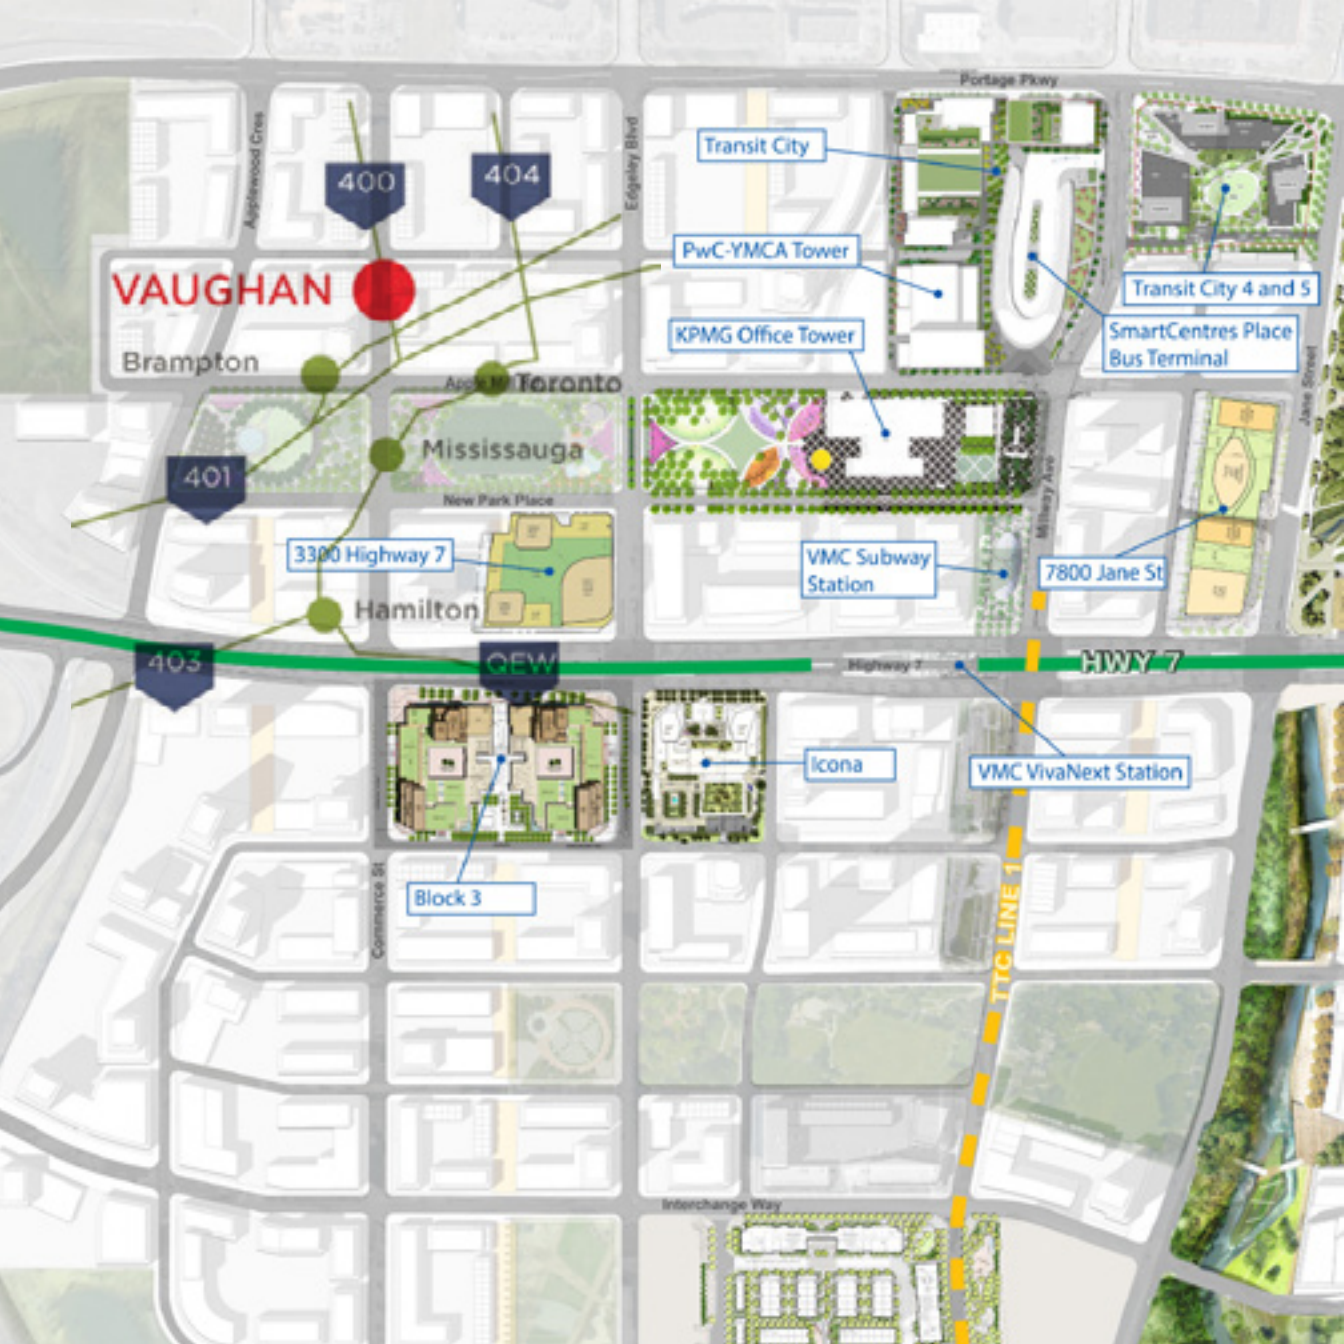 Portage Pkwy
Applewood Cres
Edgeley Blvd
Transit City
400
404
PwC-YMCA Tower
VAUGHAN
Transit City 4 and 5
KPMG Office Tower
SmartCentres Place
Bus Terminal
Brampton
Toronto
Jane Street
Mississauga
401
New Park Place
Millway Ave
3300 Highway 7
VMC Subway
Station
7800 Jane St
Hamilton
403
QEW
Highway 7
HWY 7
Icona
VMC VivaNext Station
Block 3
Commerce St
TTC LINE 1
Interchange Way